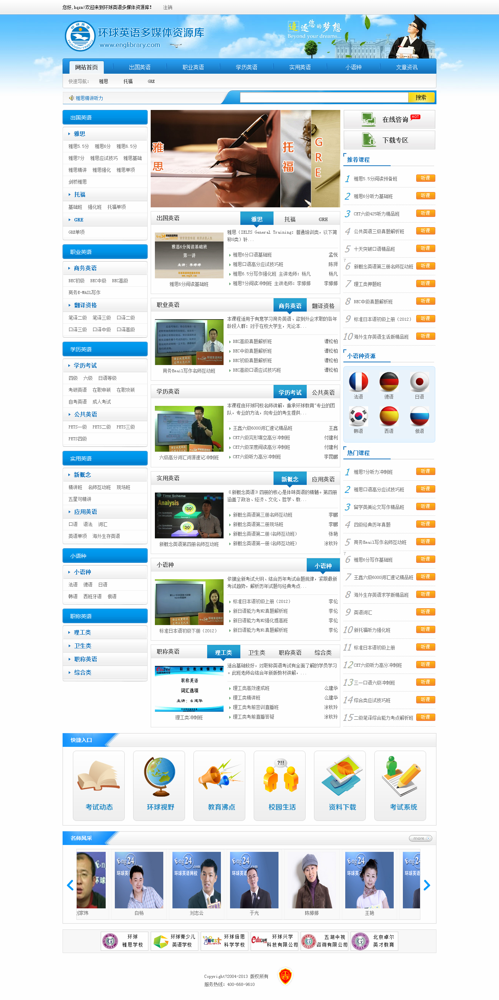 您好,hqzn!欢迎来到环球英语多媒体资源库! 注销
环球英语多媒体资源库
www.englibrary.com
追逐您的梦想
Beyond your dreams...
网站首页 出国英语 职业英语 学历英语 实用英语 小语种 文章资讯
快速导航: 雅思 托福 GRE
雅思精讲听力
搜索
出国英语
雅思
雅思5.5分 雅思6分 雅思6.5分
雅思7分 雅思应试技巧 雅思基础
雅思精讲 雅思强化 雅思单项
剑桥雅思
托福
基础班 强化班 托福单项
GRE
GRE单项
职业英语
商务英语
BEC初级 BEC中级 BEC高级
商务E-MAIL写作
翻译资格
笔译二级 笔译三级 口译二级
口译三级 口译中级 口译高级
学历英语
学历考试
四级 六级 日语等级
考研英语 在职申硕 在职攻硕
自考英语 成人考试
公共英语
PETS一级 PETS二级 PETS三级
PETS四级
实用英语
新概念
精讲班 名师互动班 现场班
五星句精讲
应用英语
口语 语法 词汇
英语单项 海外生存英语
小语种
小语种
法语 德语 日语
韩语 西班牙语 俄语
职称英语
理工类
卫生类
职称英语
综合类
雅思
托福
GRE
出国英语 雅思 托福 GRE
雅思6分阅读基础班
第一讲
主讲:李婷婷
雅思6分阅读基础班
雅思（IELTS General Training: 普通培训类，以下简
称G类）针...
雅思6分口语基础班 孟悦
雅思口语高分应试技巧班 陈湃
雅思6.5分写作强化班 主讲老师: 杨凡 杨凡
雅思7分阅读冲刺班 主讲老师: 李婷婷 李婷婷
职业英语 商务英语 翻译资格
商务Email写作名师互动班
本课程适用于有意学习商务英语、欲到外企求职的各年
龄段人群: 对于在校大学生，无论本...
BEC高级真题解析班 谭松柏
BEC中级真题解析班 谭松柏
BEC初级真题解析班 谭松柏
BEC高级口语应试技巧班 谭松柏
学历英语 学历考试 公共英语
六级高分词汇词源速记冲刺班
本课程由环球网校名师讲解，秉承环球教育“专业的团
队，专业的方法，向专业的考生提供...
王鑫六级6000词汇速记精品班 王鑫
CET六级完形填空高分冲刺班 付建利
CET六级深度阅读高分冲刺班 付建利
CET六级听力高分冲刺班 李昆鹏
实用英语 新概念 应用英语
Time Scheme
Analysis
30
30
新概念英语第四册名师互动班
《新概念英语》四册的核心是体味英语的精髓。第四册
涵盖了政治、经济、文化、哲学、教...
新概念英语第三册名师互动班 李鹏
新概念英语第二册现场班 李鹏
新概念英语第二册(名师互动班) 张艳
新概念英语第一册(名师互动班) 涂秋玲
小语种 小语种
标准日本语初级下册（2012）
依据全新考试大纲、结合历年考试命题规律，紧跟最新
考试趋势，解析历年试题与经典考点...
标准日本语初级上册（2012） 李伦
新日语能力考N2真题解析班 李伦
新日语能力考N2强化提高班 李伦
新日语能力考N1真题解析班 李伦
职称英语 理工类 卫生类 职称英语 综合类
职业教育领导者
职称英语
词汇选项
主讲: 么建华
理工类冲刺班
适合基础较好，对职称英语考试有全面了解的学员学习
。此班老师会结合年新版教材讲解，...
理工类高效速成班 么建华
理工类精讲班 么建华
理工类考前密训直播班 涂秋玲
理工类考前直播答疑 涂秋玲
在线咨询 HOT
下载专区
推荐课程
1 雅思5.5分阅读预备班 听课
2 雅思6分听力基础班 听课
3 CET六级425听力精品班 听课
4 公共英语三级真题解析班 听课
5 十天突破口语精品班 听课
6 新概念英语第三册名师互动班 听课
7 理工类押题班 听课
8 BEC中级真题解析班 听课
9 标准日本语初级上册（2012） 听课
10 海外生存英语生活版精品班 听课
小语种资源
法语 德语 日语
韩语 西语 俄语
热门课程
1 雅思7分听力冲刺班 听课
2 雅思口语高分应试技巧班 听课
3 留学英美论文写作精品班 听课
4 四级经典历年真题 听课
5 商务Email写作名师互动班 听课
6 雅思6分写作基础班 听课
7 王鑫六级6000词汇速记精品班 听课
8 海外生存英语求学版精品班 听课
9 英语词汇 听课
10 新托福听力强化班 听课
11 标准日本语初级上册 听课
12 CET六级听力高分冲刺班 听课
13 三一口语六级冲刺班 听课
14 综合类应试技巧班 听课
15 二级笔译综合能力考点解析班 听课
快捷入口
?!!
考试动态 环球视野 教育沸点 校园生活 资料下载 考试系统
名师风采 more
刘家玮 白杨 刘志云 于光 陈婷婷 王艳
环球
雅思学校
环球青少儿
英语学校
环球倍思
科学学校
环球兴学
科技有限公司
五湖中视
咨询有限公司
北京卓尔
英才教育
Copyright?2004-2013 版权所有
服务热线: 400-668-9610